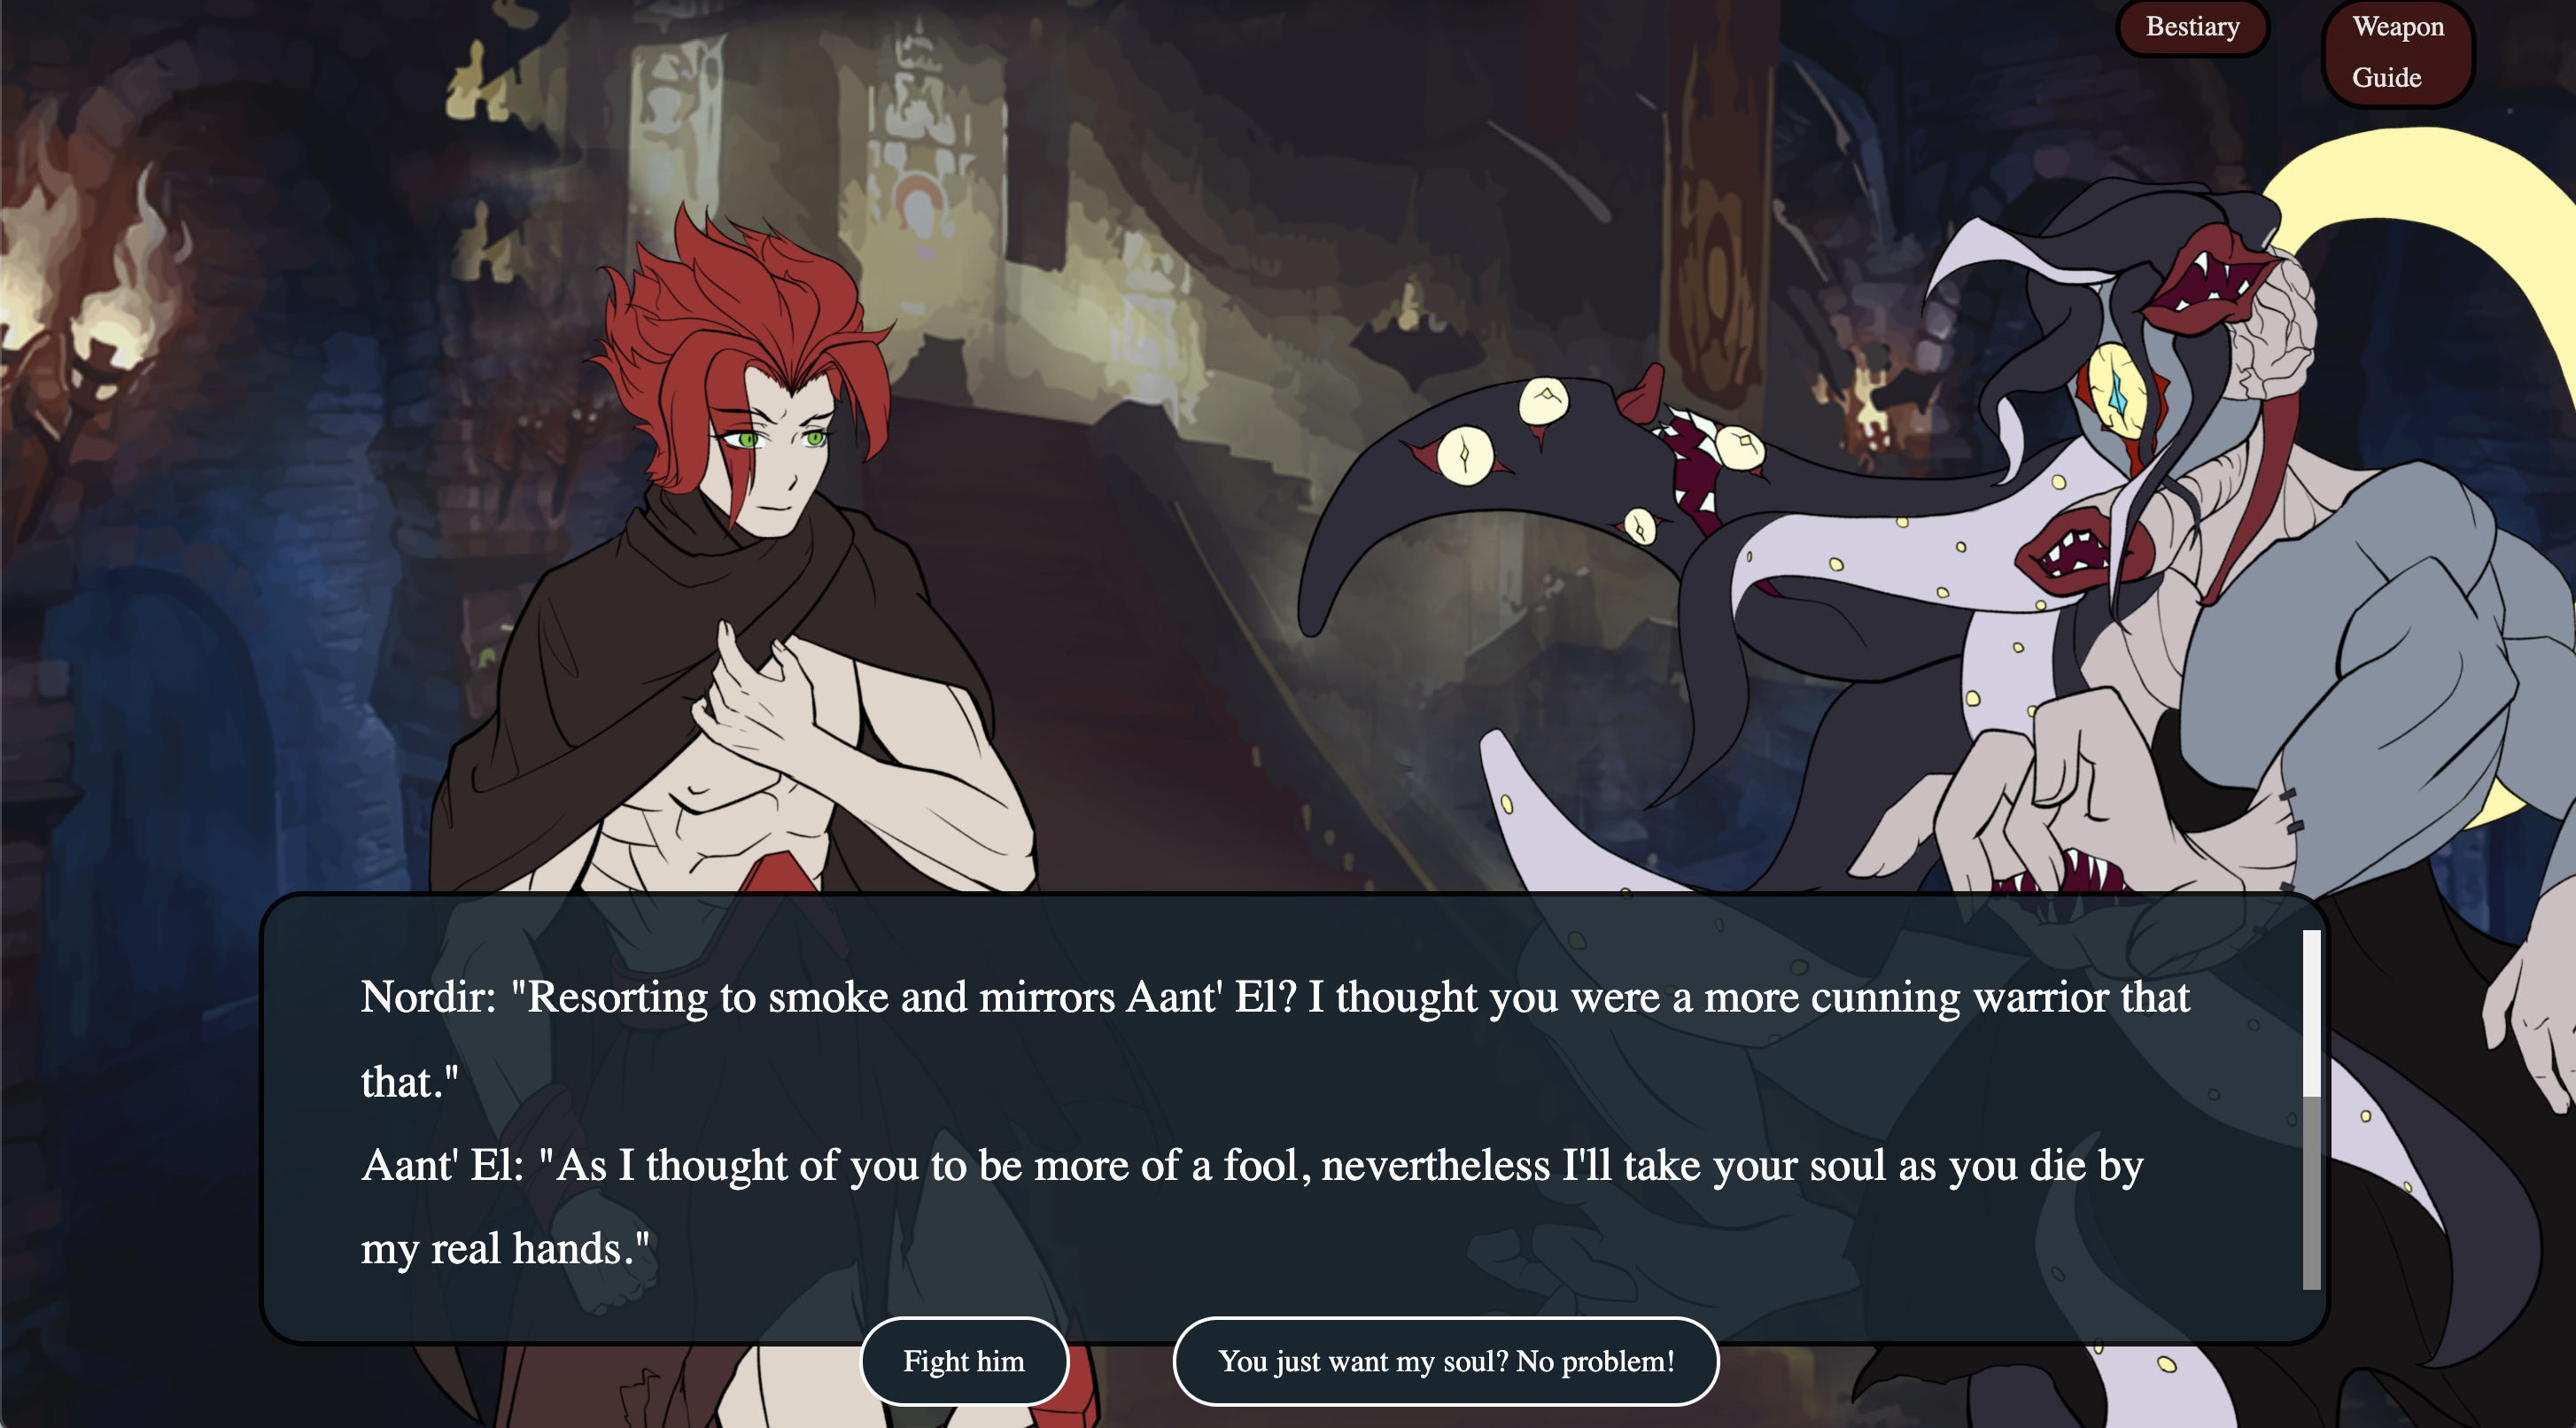 Bestiary
Weapon
Guide
Nordir: "Resorting to smoke and mirrors Aant' El? I thought you were a more cunning warrior that
that."
Aant' El: "As I thought of you to be more of a fool, nevertheless I'll take your soul as you die by
my real hands."
Fight him
You just want my soul? No problem!